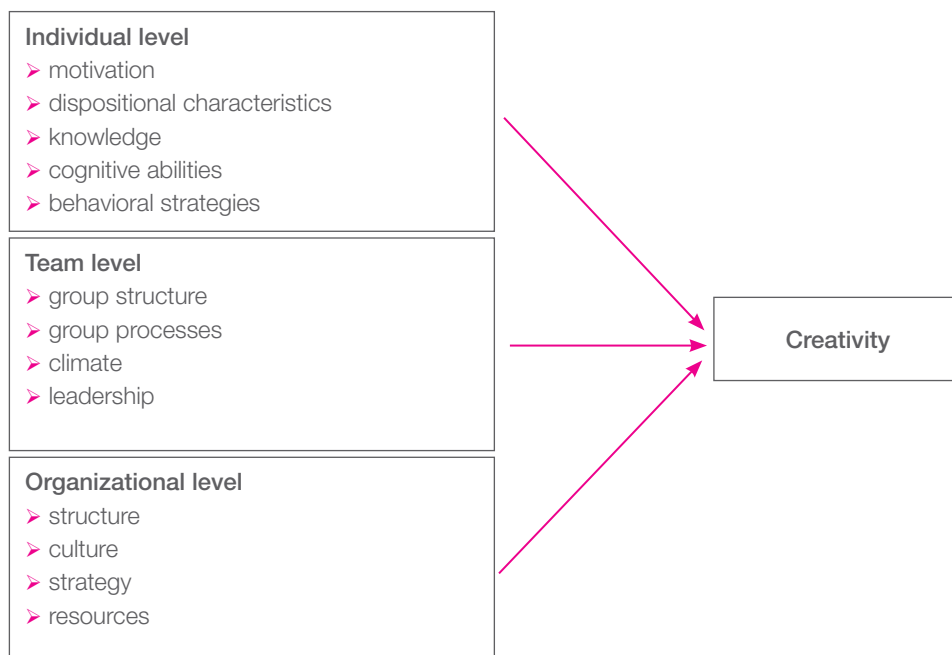 Individual level
motivation
dispositional characteristics
knowledge
cognitive abilities
behavioral strategies
Team level
group structure
group processes
climate
leadership
Organizational level
structure
culture
strategy
resources
Creativity